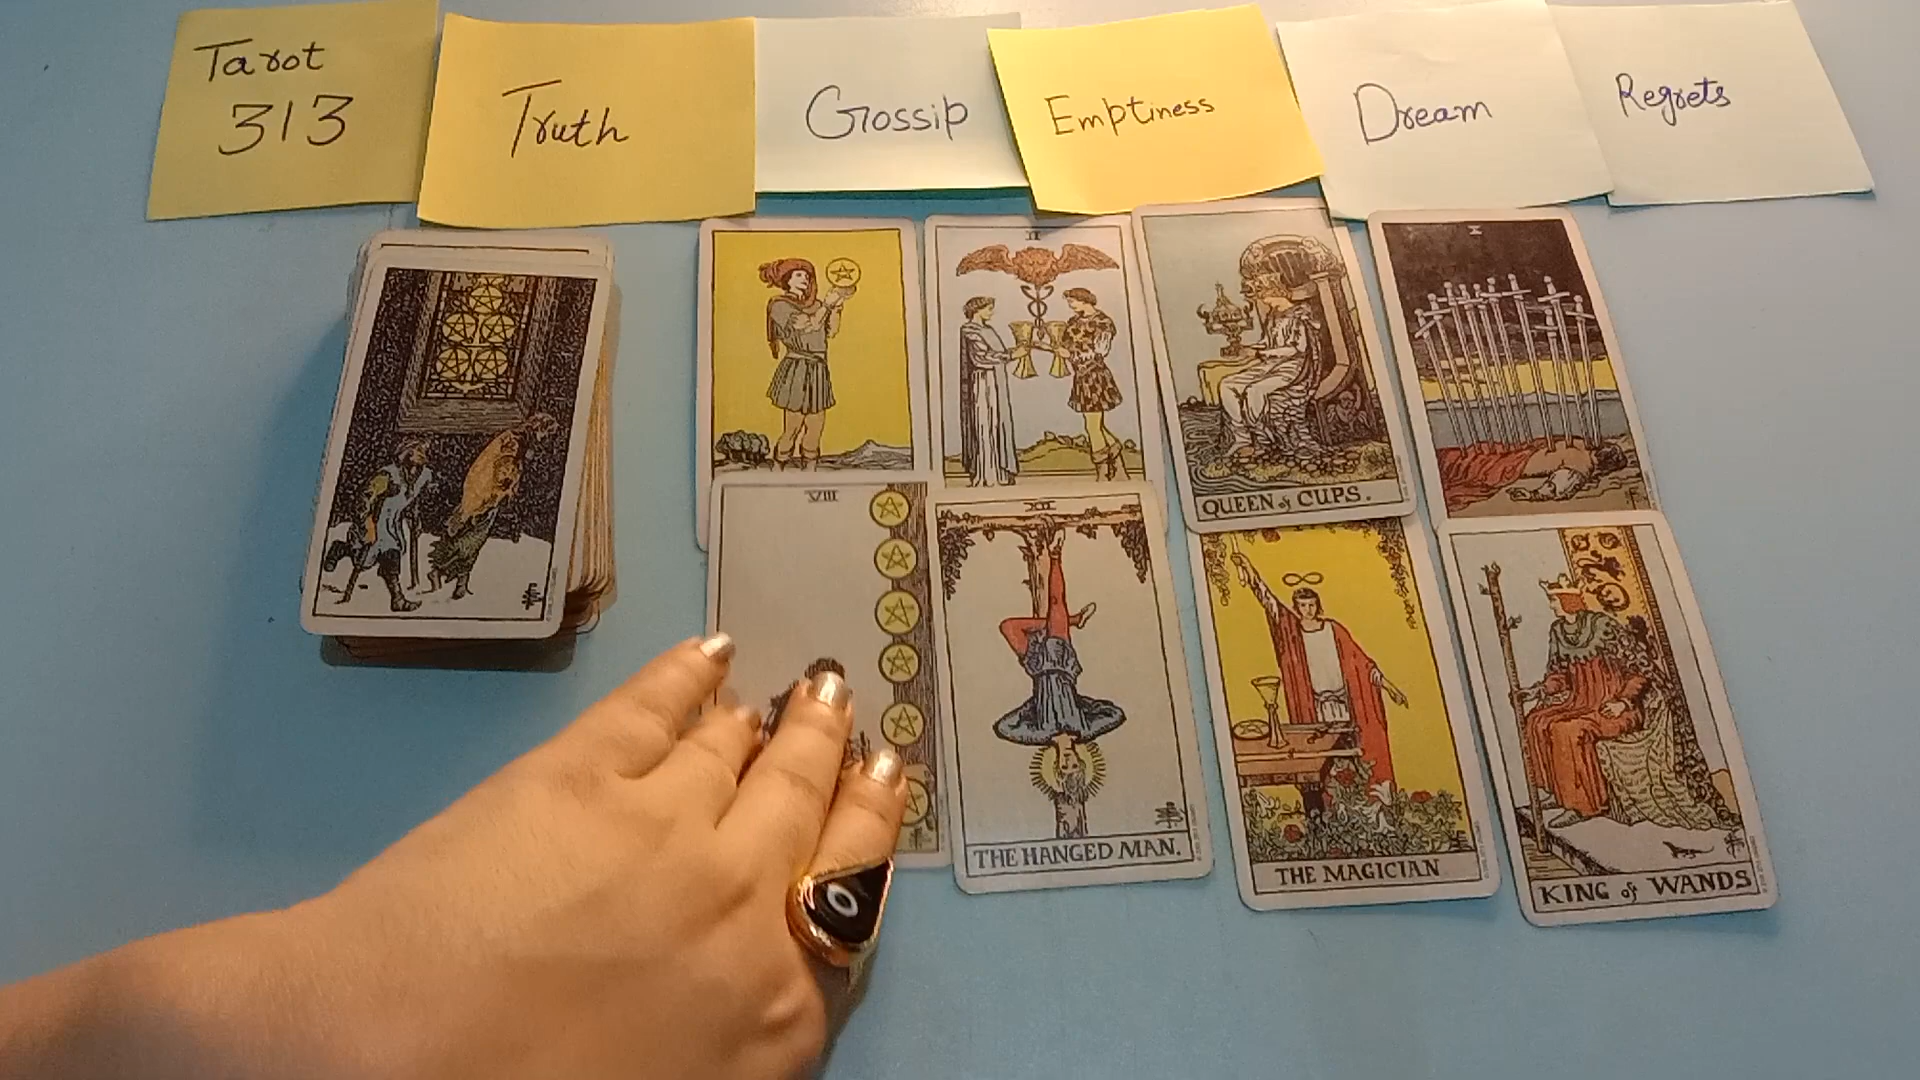 Tarot
313
Truth
Gossip
Emptiness
Dream
Regrets
II
X
QUEEN of CUPS.
VIII
XII
THE HANGED MAN.
THE MAGICIAN
KING of WANDS